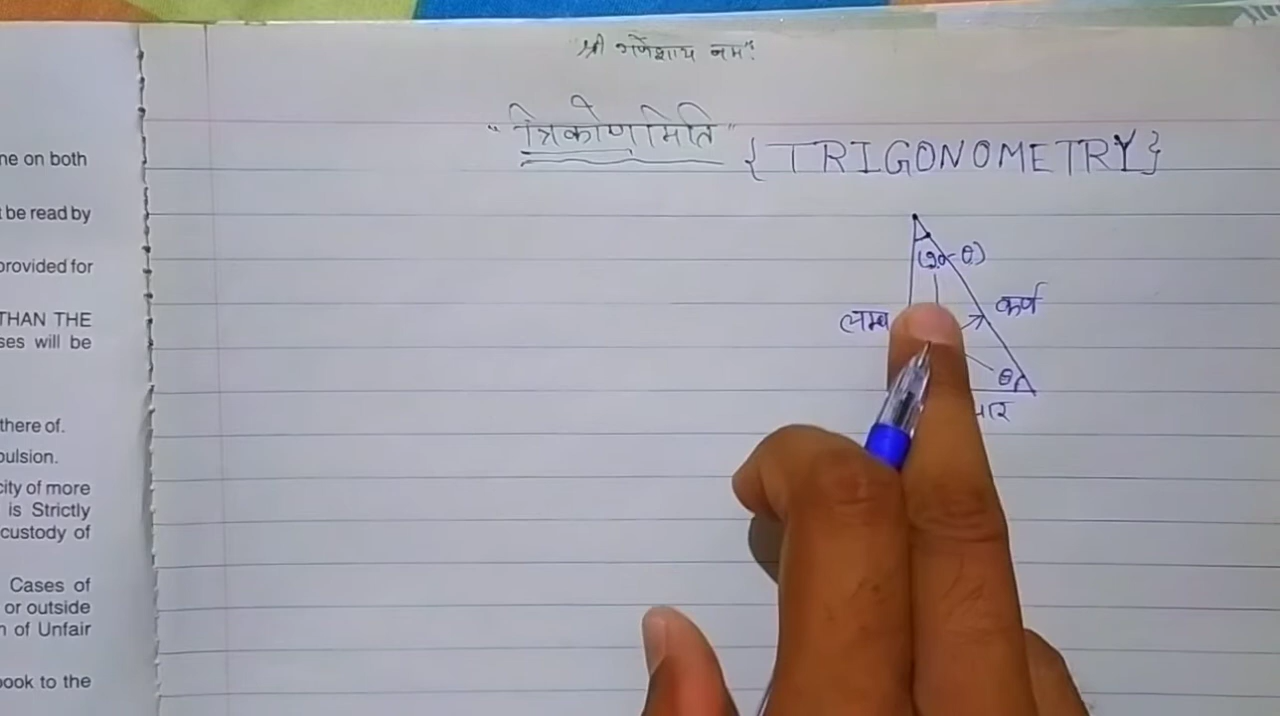 "श्री गणेशाय नमः"
"त्रिकोणमिति" {TRIGONOMETRY}
(90-θ)
कर्ण
लम्ब
θ
ne on both
t be read by
provided for
THAN THE
ses will be
there of.
pulsion.
city of more
is Strictly
custody of
Cases of
or outside
n of Unfair
book to the